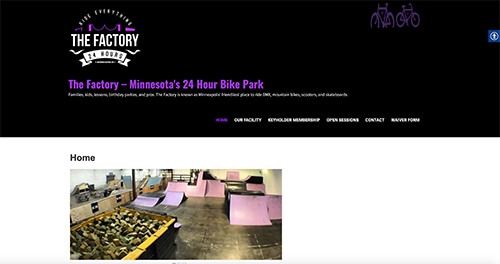 RIDE EVERYTHING
THE FACTORY
24 HOURS
The Factory – Minnesota's 24 Hour Bike Park
Families, kids, lessons, birthday parties, and pros. The Factory is known as Minneapolis' friendliest place to ride BMX, mountain bikes, scooters, and skateboards.
HOME OUR FACILITY KEYHOLDER MEMBERSHIP OPEN SESSIONS CONTACT WAIVER FORM
Home